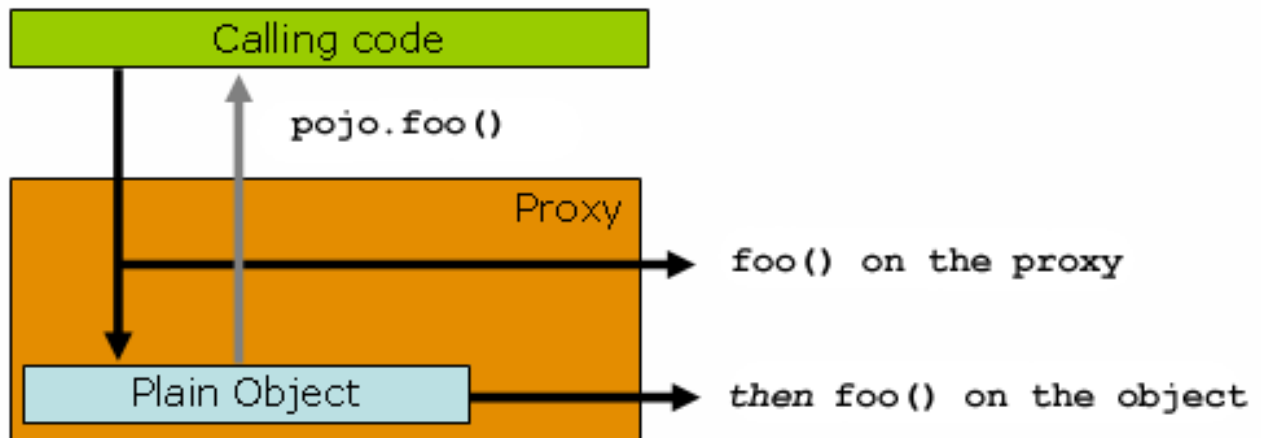 Calling code
pojo.foo()
Proxy
foo() on the proxy
Plain Object
then foo() on the object